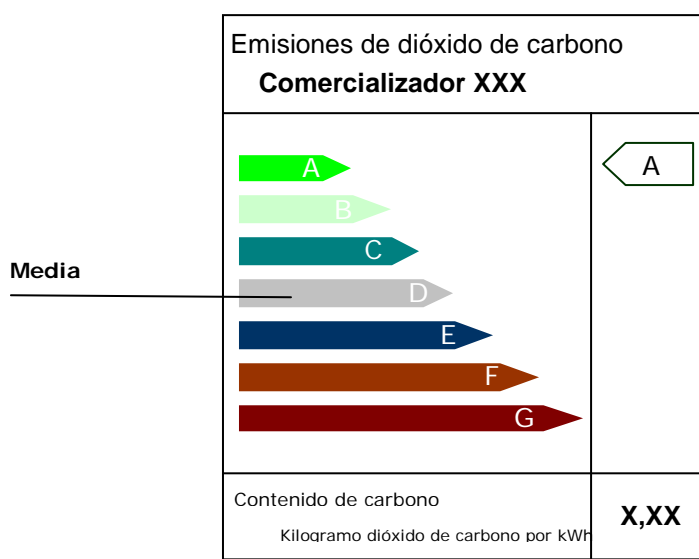 Emisiones de dióxido de carbono
Comercializador XXX
A
A
B
C
Media
D
E
F
G
Contenido de carbono
X,XX
Kilogramo dióxido de carbono por kWh